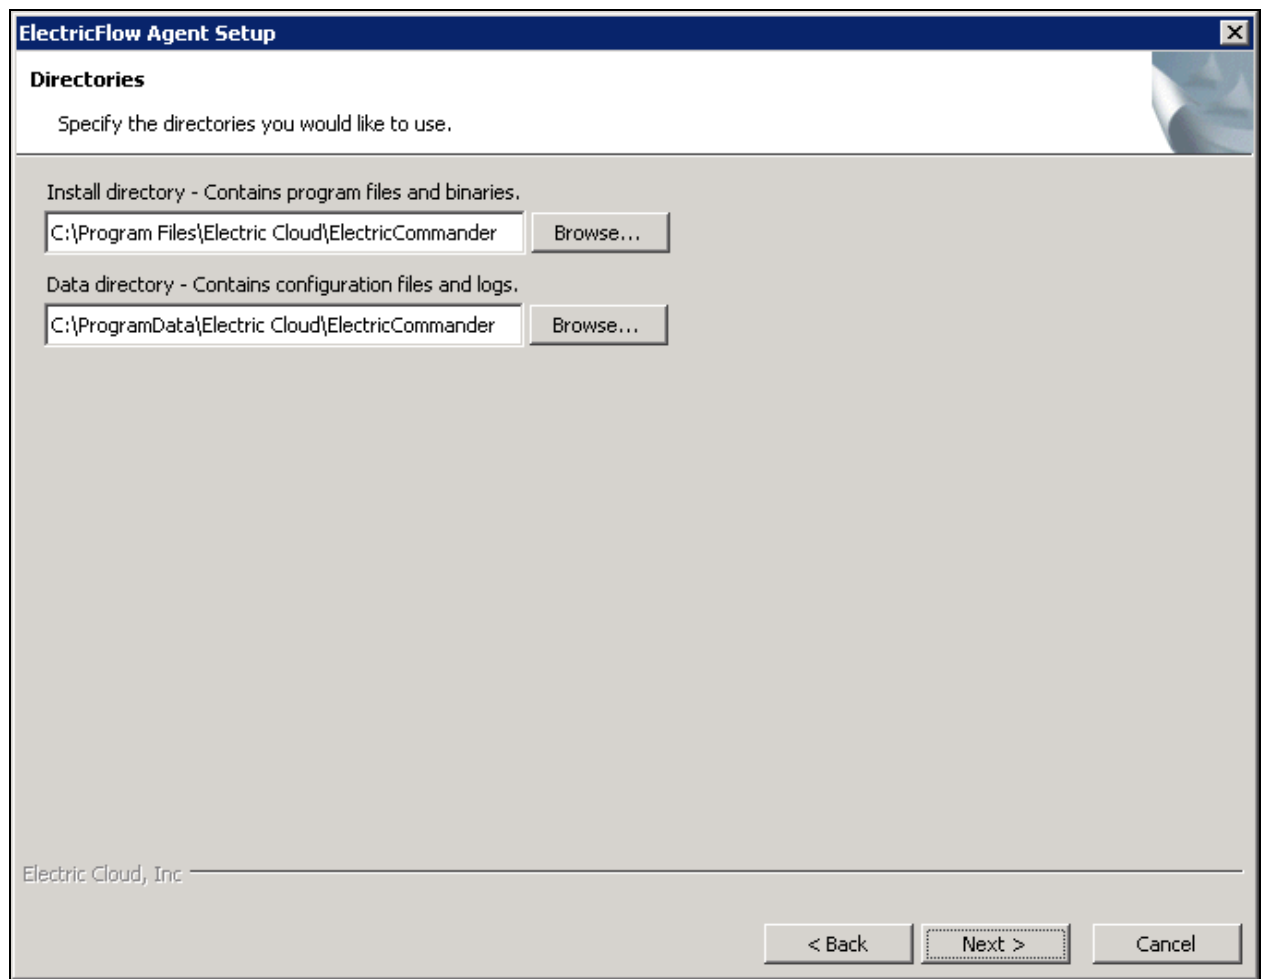 ElectricFlow Agent Setup
Directories
Specify the directories you would like to use.
Install directory - Contains program files and binaries.
C:\Program Files\Electric Cloud\ElectricCommander Browse...
Data directory - Contains configuration files and logs.
C:\ProgramData\Electric Cloud\ElectricCommander Browse...
Electric Cloud, Inc
< Back Next > Cancel